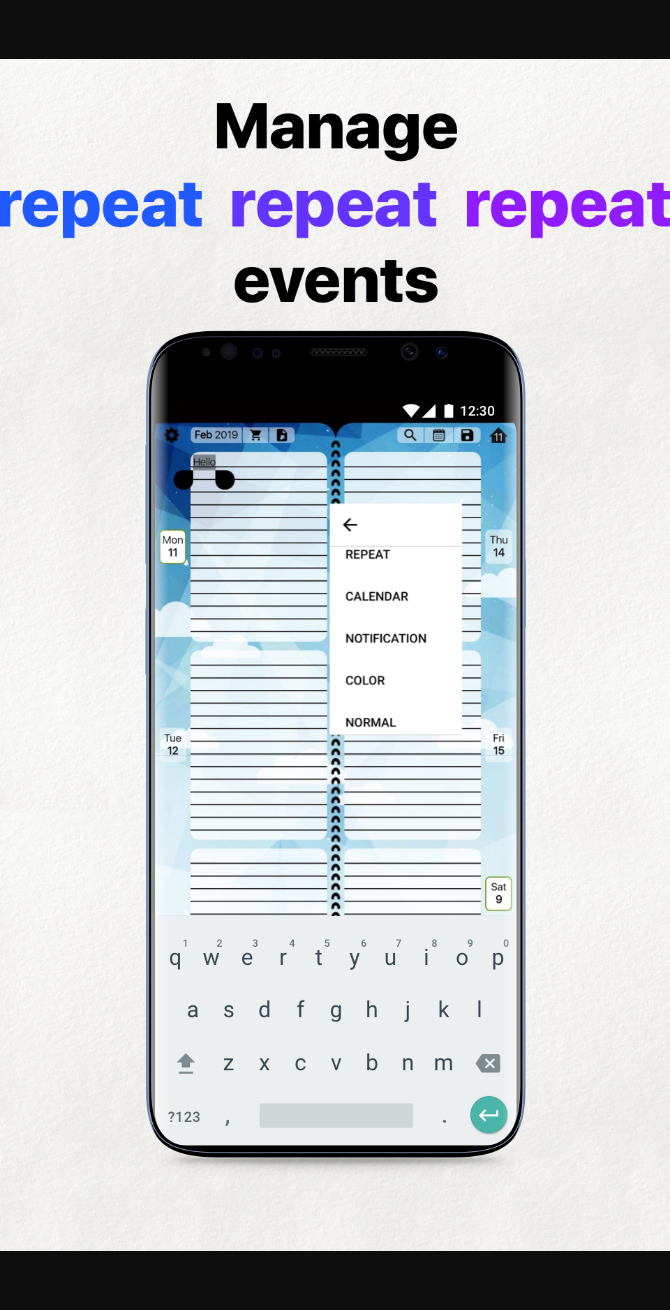 Manage
repeat repeat repeat
events
12:30
Feb 2019
11
Hello
Mon
11
Thu
14
REPEAT
CALENDAR
NOTIFICATION
COLOR
NORMAL
Tue
12
Fri
15
Sat
9
1 2 3 4 5 6 7 8 9 0
q w e r t y u i o p
a s d f g h j k l
z x c v b n m
?123 , .